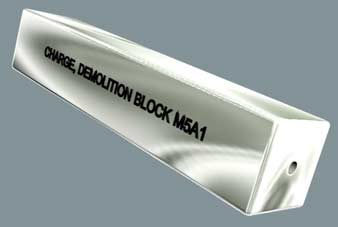 CHARGE, DEMOLITION BLOCK M5A1